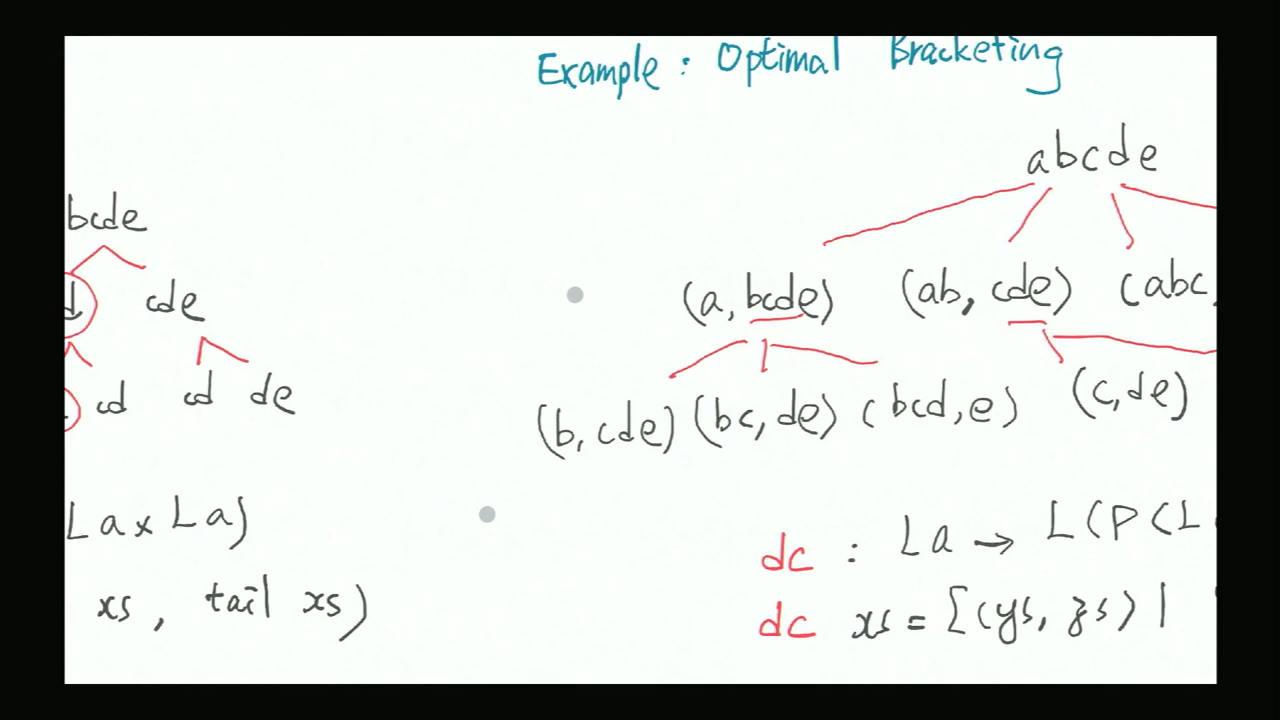 Example : Optimal Bracketing
abcde
bcde
(a, bcde) (ab, cde) (abc,
cde
(b, cde) (bc, de) (bcd, e) (c, de)
cd cd de
La × La)
dc : La → L(P(L
xs, tail xs)
dc xs = [(ys, zs) |